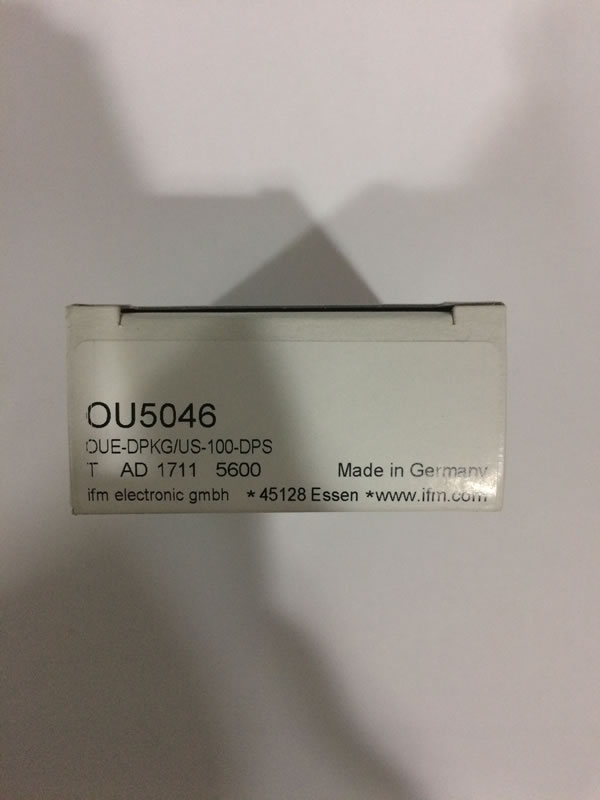 OU5046
OUE-DPKG/US-100-DPS
T AD 1711 5600 Made in Germany
ifm electronic gmbh * 45128 Essen * www.ifm.com